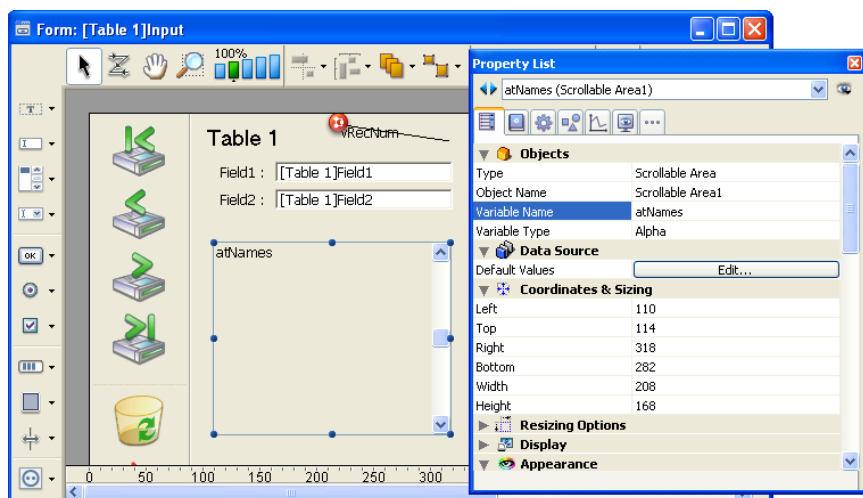 Form: [Table 1]Input
100%
Property List
atNames (Scrollable Area1)
T
I
I
OK
Table 1
vRecNum
Field1 : [Table 1]Field1
Field2 : [Table 1]Field2
atNames
0 50 100 150 200 250 300
Objects
Type Scrollable Area
Object Name Scrollable Area1
Variable Name atNames
Variable Type Alpha
Data Source
Default Values Edit...
Coordinates & Sizing
Left 110
Top 114
Right 318
Bottom 282
Width 208
Height 168
Resizing Options
Display
Appearance